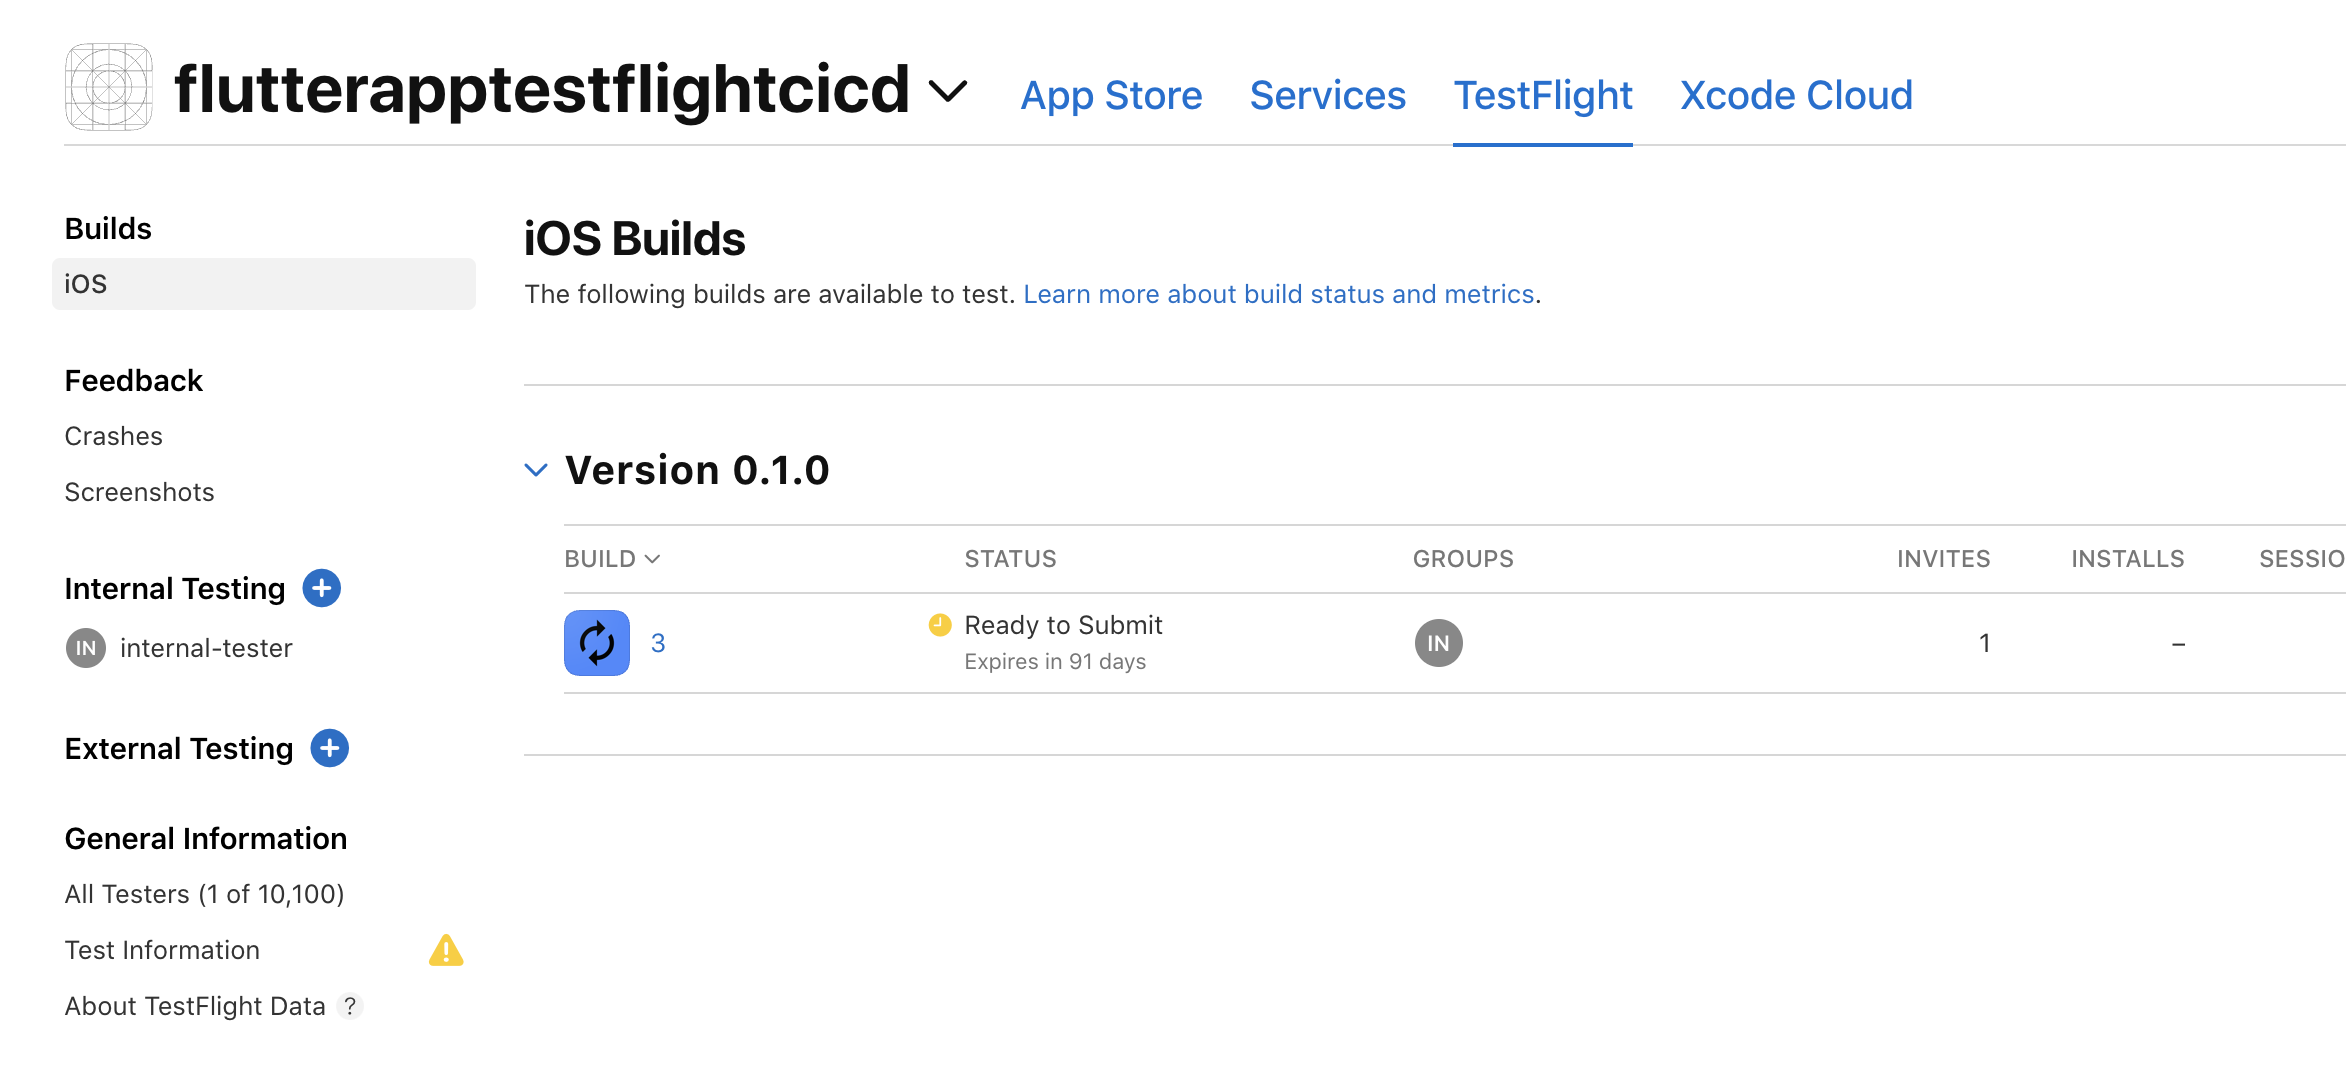 flutterapptestflightcicd
App Store Services TestFlight Xcode Cloud
Builds
iOS
Feedback
Crashes
Screenshots
Internal Testing
IN internal-tester
External Testing
General Information
All Testers (1 of 10,100)
Test Information
About TestFlight Data ?
iOS Builds
The following builds are available to test. Learn more about build status and metrics.
Version 0.1.0
BUILD STATUS GROUPS INVITES INSTALLS SESSIO
3 Ready to Submit IN 1 –
Expires in 91 days